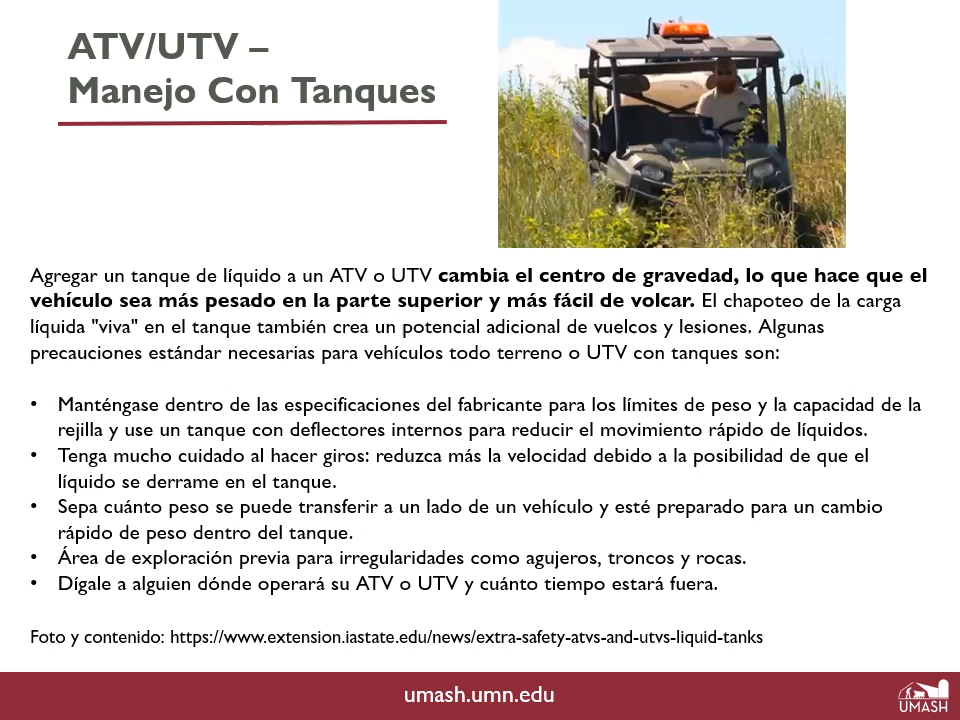 ATV/UTV –
Manejo Con Tanques
Agregar un tanque de líquido a un ATV o UTV cambia el centro de gravedad, lo que hace que el
vehículo sea más pesado en la parte superior y más fácil de volcar. El chapoteo de la carga
líquida "viva" en el tanque también crea un potencial adicional de vuelcos y lesiones. Algunas
precauciones estándar necesarias para vehículos todo terreno o UTV con tanques son:
• Manténgase dentro de las especificaciones del fabricante para los límites de peso y la capacidad de la
rejilla y use un tanque con deflectores internos para reducir el movimiento rápido de líquidos.
• Tenga mucho cuidado al hacer giros: reduzca más la velocidad debido a la posibilidad de que el
líquido se derrame en el tanque.
• Sepa cuánto peso se puede transferir a un lado de un vehículo y esté preparado para un cambio
rápido de peso dentro del tanque.
• Área de exploración previa para irregularidades como agujeros, troncos y rocas.
• Dígale a alguien dónde operará su ATV o UTV y cuánto tiempo estará fuera.
Foto y contenido: https://www.extension.iastate.edu/news/extra-safety-atvs-and-utvs-liquid-tanks
umash.umn.edu
UMASH